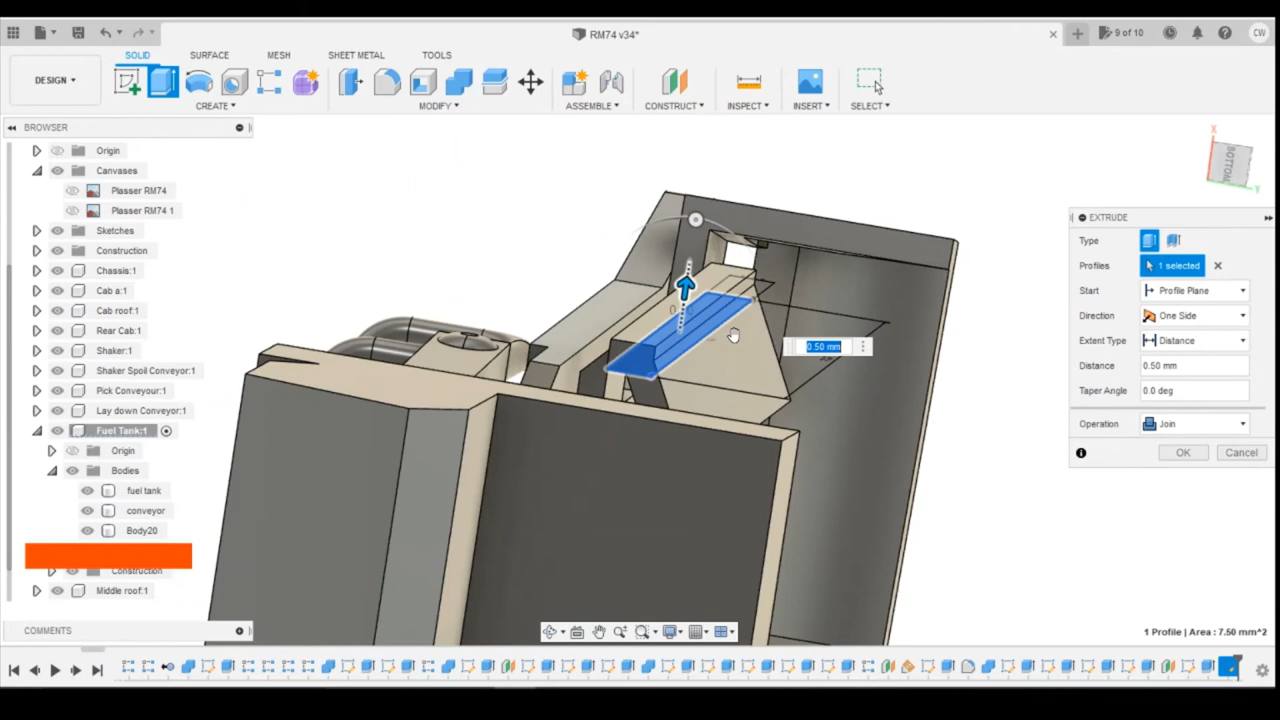 RM74 v34*
9 of 10
CW
DESIGN
SOLID
SURFACE
MESH
SHEET METAL
TOOLS
CREATE
MODIFY
ASSEMBLE
CONSTRUCT
INSPECT
INSERT
SELECT
BROWSER
Origin
Canvases
Plasser RM74
Plasser RM74 1
Sketches
Construction
Chassis:1
Cab a:1
Cab roof:1
Rear Cab:1
Shaker:1
Shaker Spoil Conveyor:1
Pick Conveyour:1
Lay down Conveyor:1
Fuel Tank:1
Origin
Bodies
fuel tank
conveyor
Body20
Construction
Middle roof:1
COMMENTS
BOTTOM
X
Y
0.50 mm
EXTRUDE
Type
Profiles
1 selected
Start
Profile Plane
Direction
One Side
Extent Type
Distance
Distance
0.50 mm
Taper Angle
0.0 deg
Operation
Join
OK
Cancel
1 Profile | Area : 7.50 mm^2